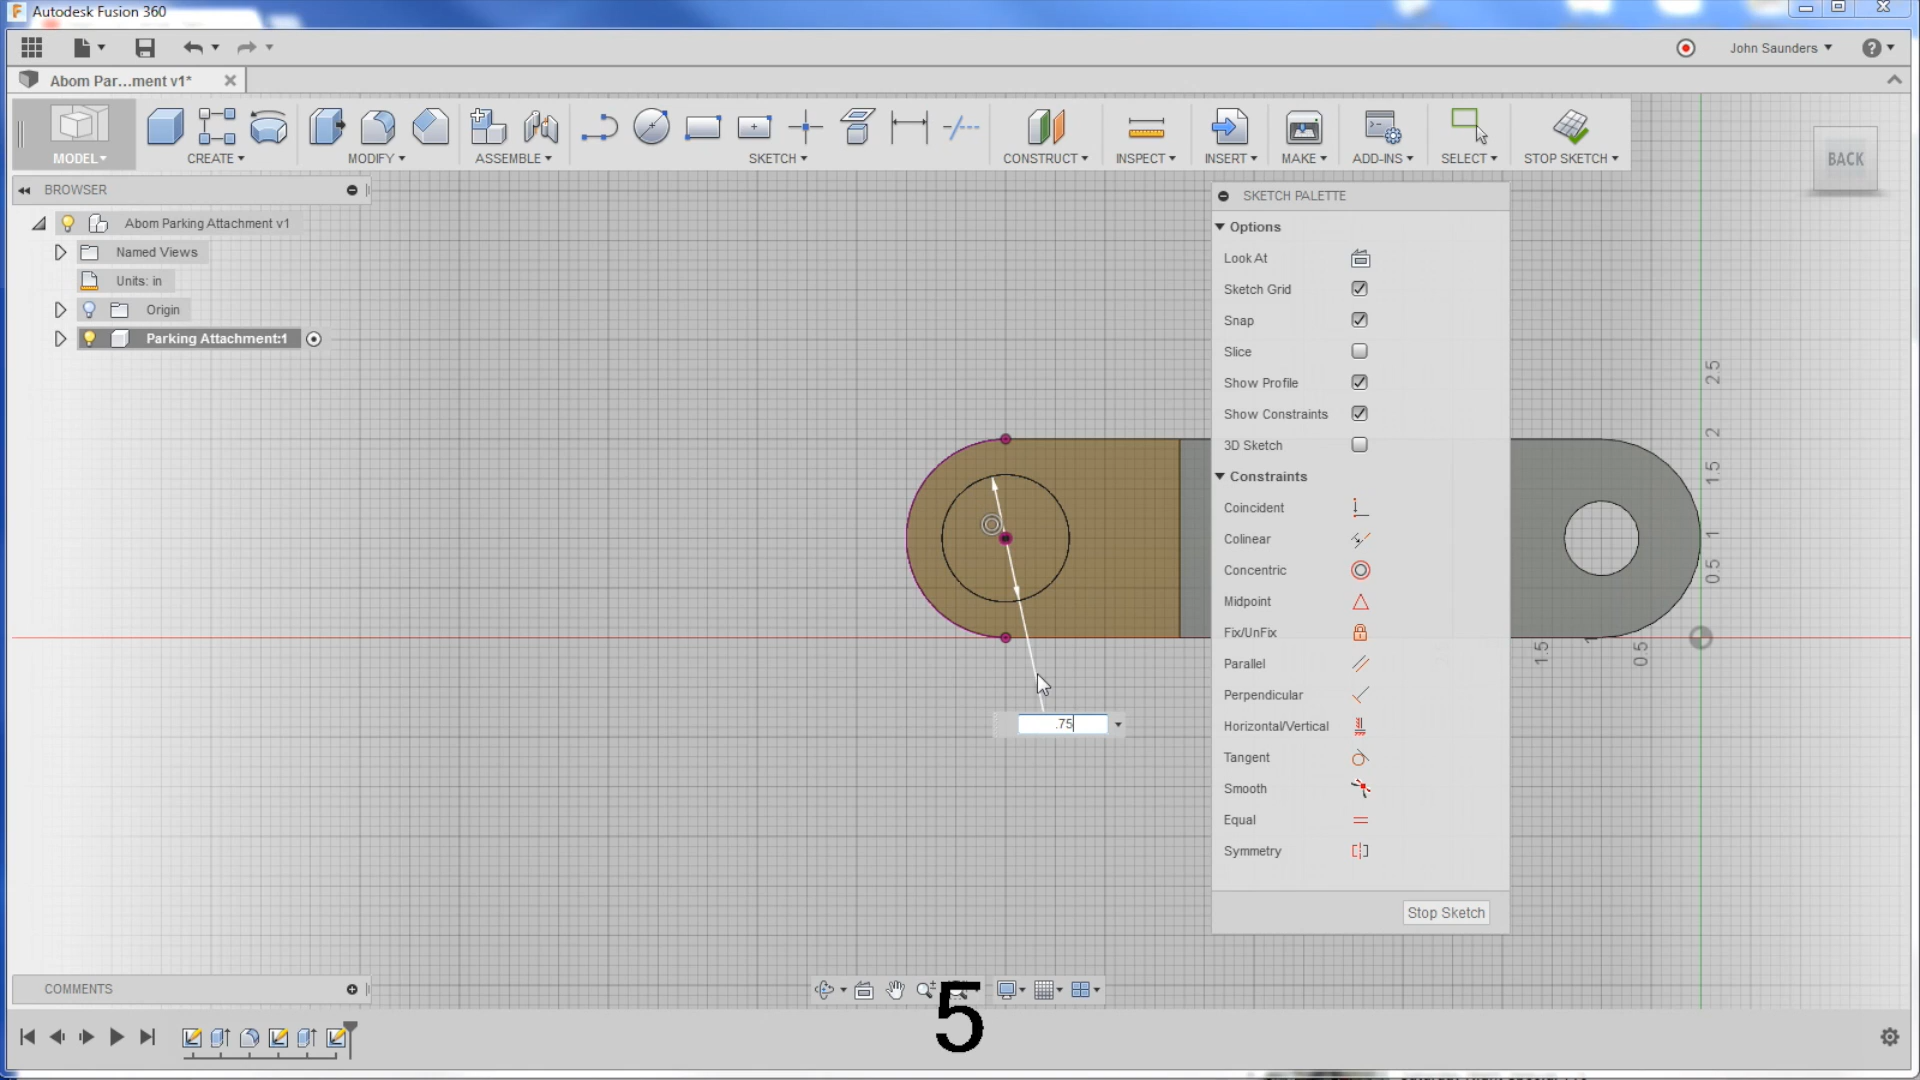 Autodesk Fusion 360
John Saunders
Abom Par...ment v1*
MODEL
CREATE
MODIFY
ASSEMBLE
SKETCH
CONSTRUCT
INSPECT
INSERT
MAKE
ADD-INS
SELECT
STOP SKETCH
BACK
BROWSER
SKETCH PALETTE
Abom Parking Attachment v1
Named Views
Units: in
Origin
Parking Attachment:1
Options
Look At
Sketch Grid
Snap
Slice
Show Profile
Show Constraints
3D Sketch
Constraints
Coincident
Colinear
Concentric
Midpoint
Fix/UnFix
Parallel
Perpendicular
Horizontal/Vertical
Tangent
Smooth
Equal
Symmetry
Stop Sketch
2.5
2
1.5
1
0.5
1.5
1
0.5
.75
COMMENTS
5